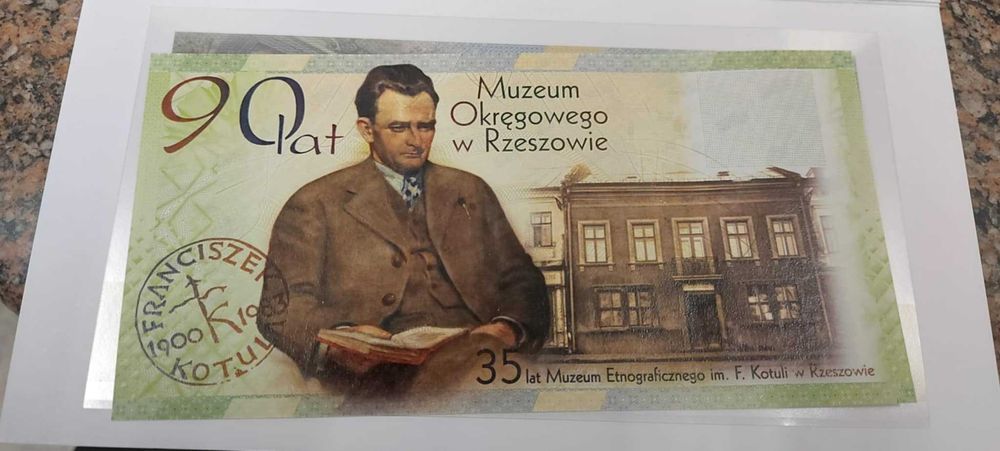 90 lat
Muzeum
Okręgowego
w Rzeszowie
FRANCISZEK
1900
KOTULA
35 lat Muzeum Etnograficznego im. F. Kotuli w Rzeszowie